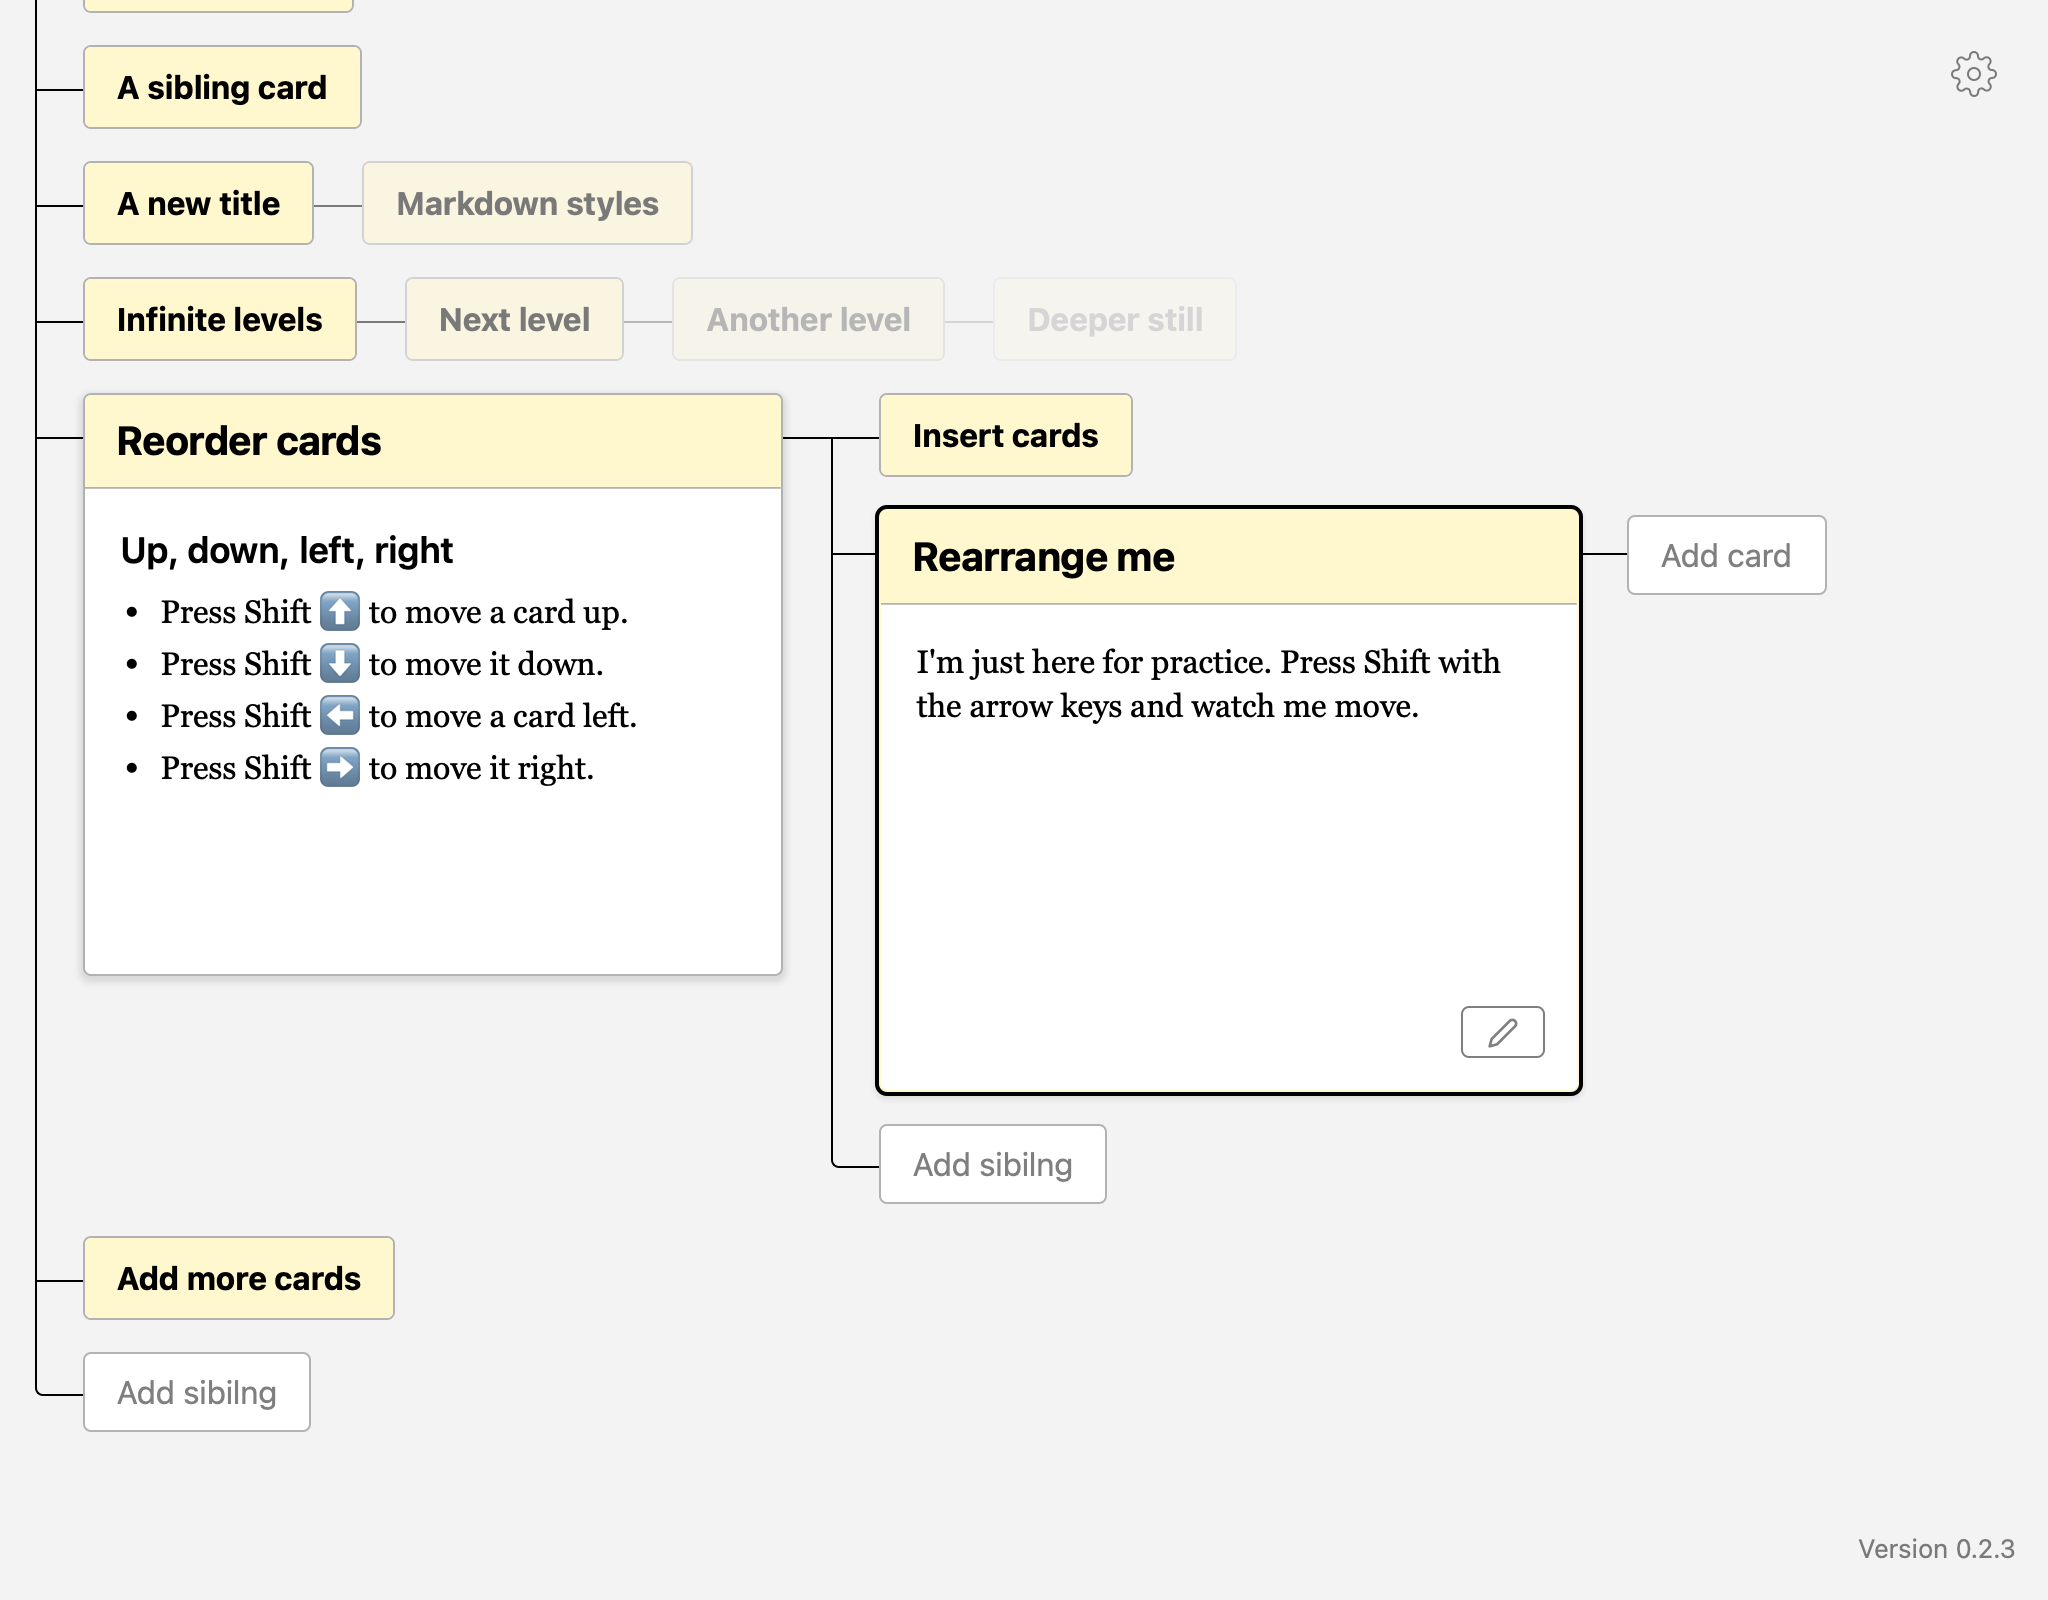 A sibling card
A new title
Markdown styles
Infinite levels
Next level
Another level
Deeper still
Reorder cards
Up, down, left, right
• Press Shift ⬆️ to move a card up.
• Press Shift ⬇️ to move it down.
• Press Shift ⬅️ to move a card left.
• Press Shift ➡️ to move it right.
Insert cards
Rearrange me
I'm just here for practice. Press Shift with
the arrow keys and watch me move.
Add card
Add sibilng
Add more cards
Add sibilng
Version 0.2.3